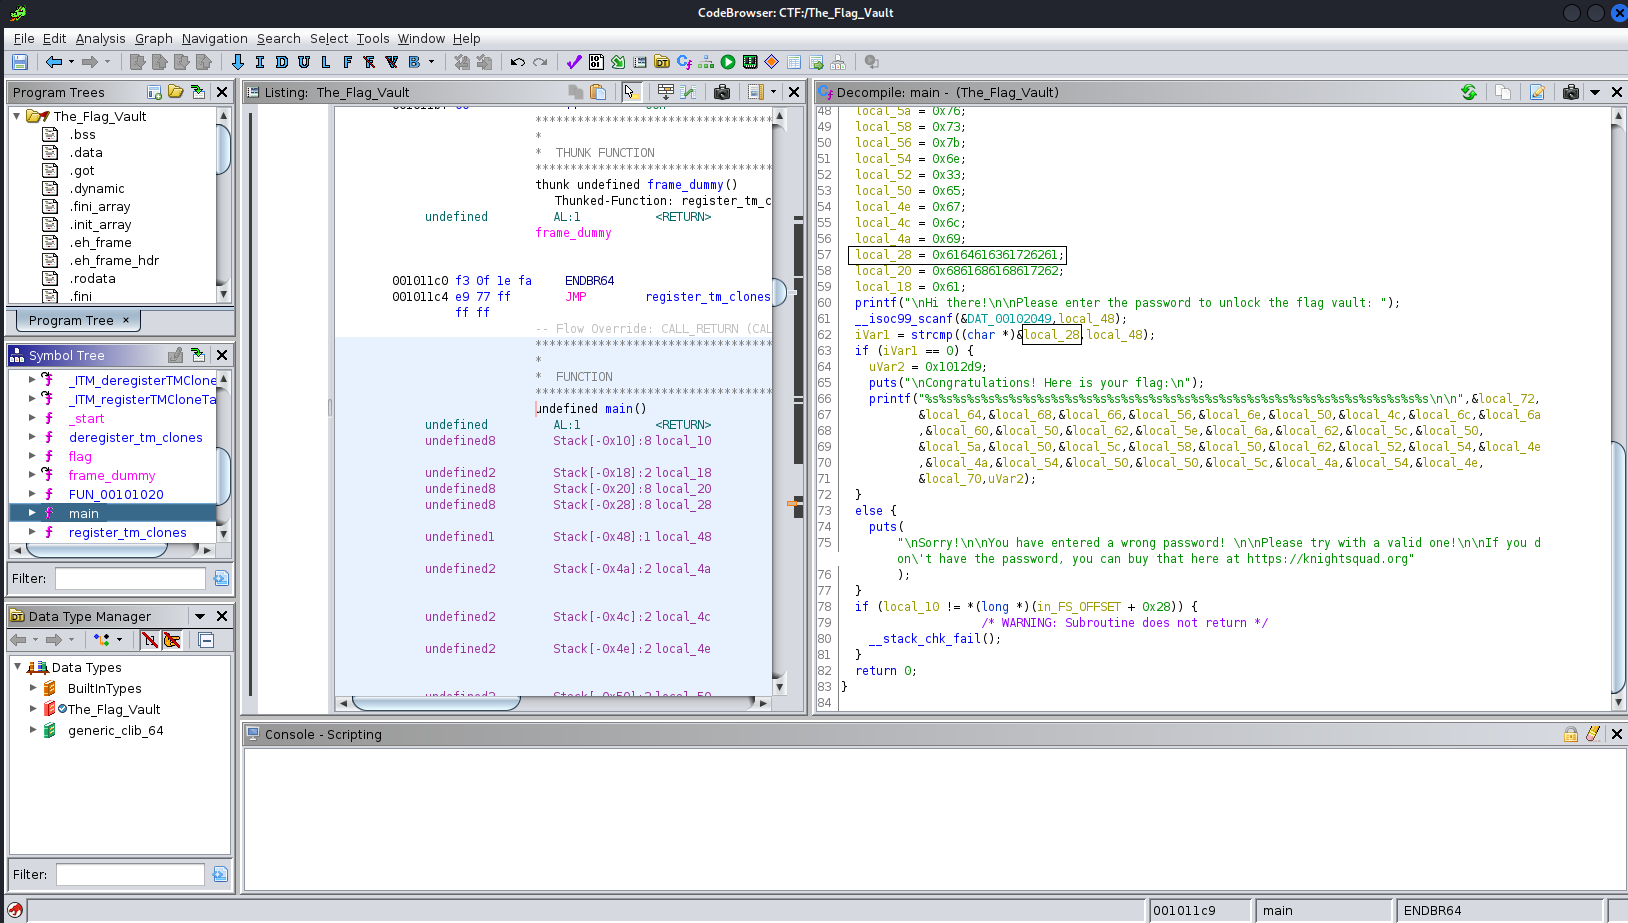 CodeBrowser: CTF:/The_Flag_Vault
File Edit Analysis Graph Navigation Search Select Tools Window Help
I D U L F B
Program Trees
The_Flag_Vault
.bss
.data
.got
.dynamic
.fini_array
.init_array
.eh_frame
.eh_frame_hdr
.rodata
.fini
Program Tree ×
Symbol Tree
_ITM_deregisterTMClone
_ITM_registerTMCloneTa
_start
deregister_tm_clones
flag
frame_dummy
FUN_00101020
main
register_tm_clones
Filter:
Data Type Manager
Data Types
BuiltInTypes
The_Flag_Vault
generic_clib_64
Filter:
Listing: The_Flag_Vault
*
* THUNK FUNCTION
thunk undefined frame_dummy()
Thunked-Function: register_tm_c
undefined AL:1 <RETURN>
frame_dummy
001011c0 f3 0f 1e fa ENDBR64
001011c4 e9 77 ff JMP register_tm_clones
ff ff
-- Flow Override: CALL_RETURN (CAL
*
* FUNCTION
undefined main()
undefined AL:1 <RETURN>
undefined8 Stack[-0x10]:8 local_10
undefined2 Stack[-0x18]:2 local_18
undefined8 Stack[-0x20]:8 local_20
undefined8 Stack[-0x28]:8 local_28
undefined1 Stack[-0x48]:1 local_48
undefined2 Stack[-0x4a]:2 local_4a
undefined2 Stack[-0x4c]:2 local_4c
undefined2 Stack[-0x4e]:2 local_4e
undefined2 Stack[-0x50]:2 local_50
Decompile: main - (The_Flag_Vault)
48 local_5a = 0x76;
49 local_58 = 0x73;
50 local_56 = 0x7b;
51 local_54 = 0x6e;
52 local_52 = 0x33;
53 local_50 = 0x65;
54 local_4e = 0x67;
55 local_4c = 0x6c;
56 local_4a = 0x69;
57 local_28 = 0x6164616361726261;
58 local_20 = 0x6861686168617262;
59 local_18 = 0x61;
60 printf("\nHi there!\n\nPlease enter the password to unlock the flag vault: ");
61 __isoc99_scanf(&DAT_00102049,local_48);
62 iVar1 = strcmp((char *)&local_28,local_48);
63 if (iVar1 == 0) {
64 uVar2 = 0x1012d9;
65 puts("\nCongratulations! Here is your flag:\n");
66 printf("%s%s%s%s%s%s%s%s%s%s%s%s%s%s%s%s%s%s%s%s%s%s%s%s%s%s%s%s%s%s%s%s%s%s%s%s\n\n",&local_72,
67 &local_64,&local_68,&local_66,&local_56,&local_6e,&local_50,&local_4c,&local_6c,&local_6a
68 ,&local_60,&local_50,&local_62,&local_5e,&local_6a,&local_62,&local_5c,&local_50,
69 &local_5a,&local_50,&local_5c,&local_58,&local_50,&local_62,&local_52,&local_54,&local_4e
70 ,&local_4a,&local_54,&local_50,&local_50,&local_5c,&local_4a,&local_54,&local_4e,
71 &local_70,uVar2);
72 }
73 else {
74 puts(
75 "\nSorry!\n\nYou have entered a wrong password! \n\nPlease try with a valid one!\n\nIf you d
on\'t have the password, you can buy that here at https://knightsquad.org"
76 );
77 }
78 if (local_10 != *(long *)(in_FS_OFFSET + 0x28)) {
79 /* WARNING: Subroutine does not return */
80 __stack_chk_fail();
81 }
82 return 0;
83 }
84
Console - Scripting
001011c9 main ENDBR64